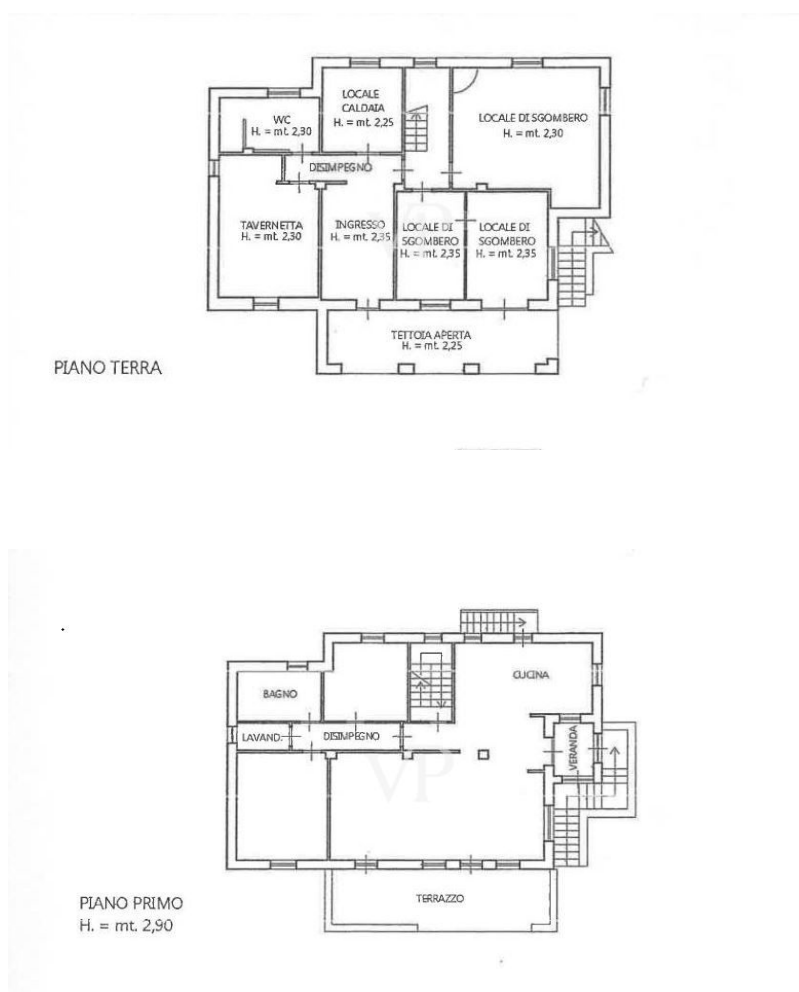 LOCALE
CALDAIA
H. = mt. 2,25
WC
H. = mt. 2,30
LOCALE DI SGOMBERO
H. = mt. 2,30
DISIMPEGNO
TAVERNETTA
H. = mt. 2,30
INGRESSO
H. = mt. 2,35
LOCALE DI
SGOMBERO
H. = mt. 2,35
LOCALE DI
SGOMBERO
H. = mt. 2,35
VP
TETTOIA APERTA
H. = mt. 2,25
PIANO TERRA
CUCINA
BAGNO
LAVAND.
DISIMPEGNO
VERANDA
VP
TERRAZZO
PIANO PRIMO
H. = mt. 2,90